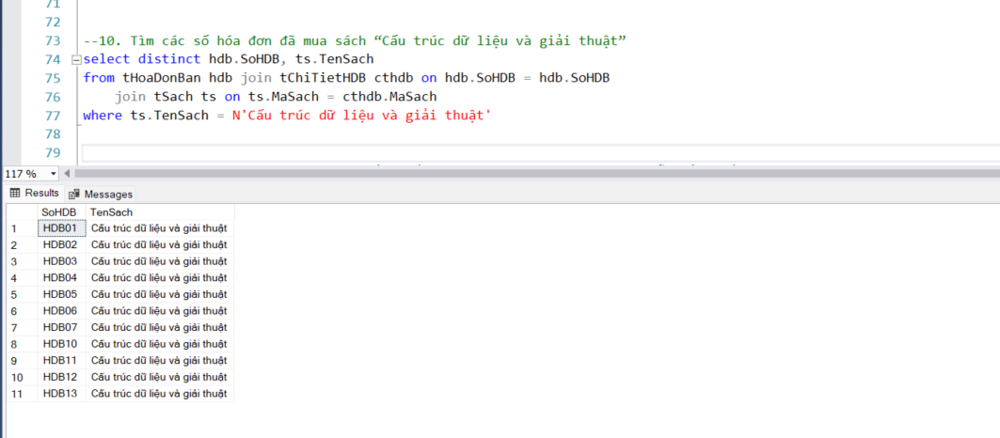 71
72
73 --10. Tìm các số hóa đơn đã mua sách “Cấu trúc dữ liệu và giải thuật”
74 select distinct hdb.SoHDB, ts.TenSach
75 from tHoaDonBan hdb join tChiTietHDB cthdb on hdb.SoHDB = hdb.SoHDB
76 join tSach ts on ts.MaSach = cthdb.MaSach
77 where ts.TenSach = N'Cấu trúc dữ liệu và giải thuật'
78
79
117 %
Results Messages
SoHDB TenSach
1 HDB01 Cấu trúc dữ liệu và giải thuật
2 HDB02 Cấu trúc dữ liệu và giải thuật
3 HDB03 Cấu trúc dữ liệu và giải thuật
4 HDB04 Cấu trúc dữ liệu và giải thuật
5 HDB05 Cấu trúc dữ liệu và giải thuật
6 HDB06 Cấu trúc dữ liệu và giải thuật
7 HDB07 Cấu trúc dữ liệu và giải thuật
8 HDB10 Cấu trúc dữ liệu và giải thuật
9 HDB11 Cấu trúc dữ liệu và giải thuật
10 HDB12 Cấu trúc dữ liệu và giải thuật
11 HDB13 Cấu trúc dữ liệu và giải thuật